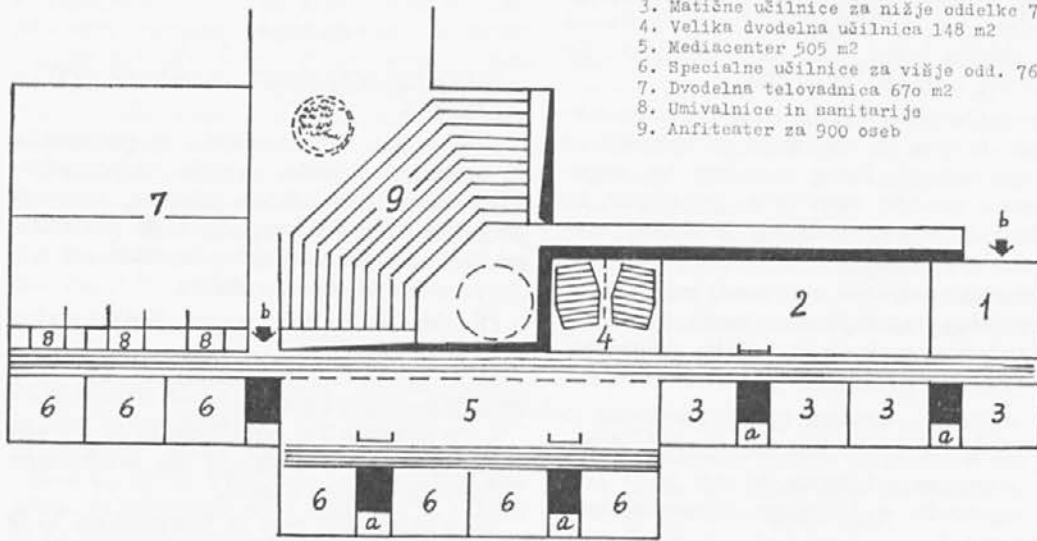 3. Matične učilnice za nižje oddelke 7
4. Velika dvodelna učilnica 148 m2
5. Mediacenter 505 m2
6. Specialne učilnice za višje odd. 76
7. Dvodelna telovadnica 67o m2
8. Umivalnice in sanitarije
9. Anfiteater za 900 oseb
9
7
b
2
1
b
8 8 8
4
6 6 6
5
3 3 3 3
a a
6 6 6 6
a a